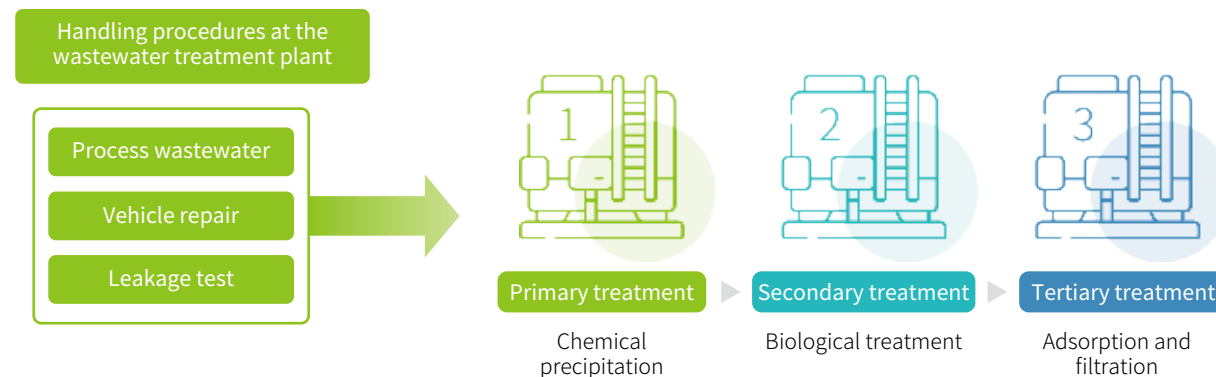 Handling procedures at the
wastewater treatment plant
Process wastewater
Vehicle repair
Leakage test
1
2
3
Primary treatment
Secondary treatment
Tertiary treatment
Chemical
precipitation
Biological treatment
Adsorption and
filtration